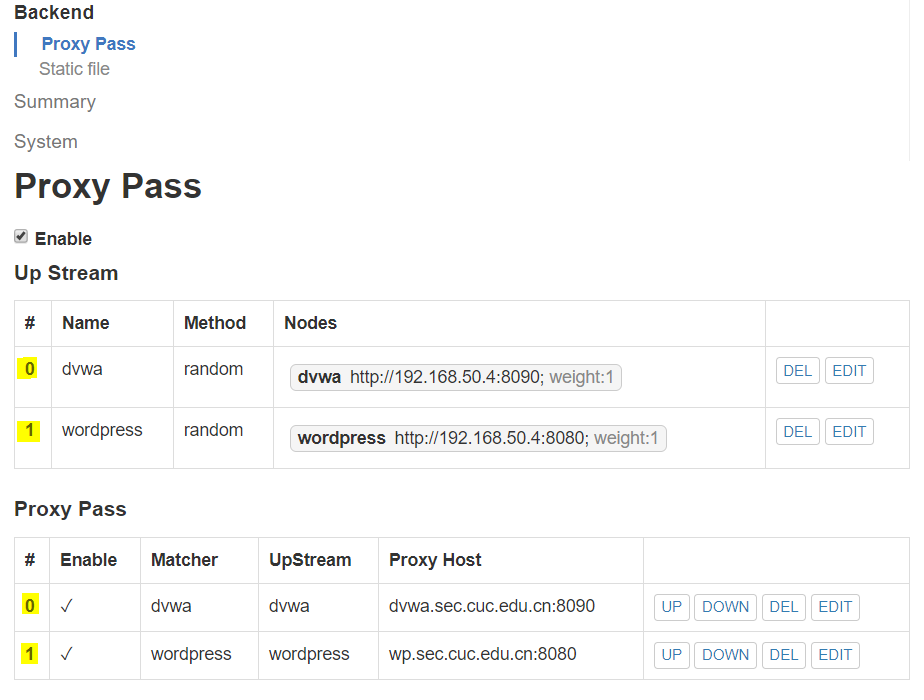 Backend
Proxy Pass
Static file
Summary
System
Proxy Pass
Enable
Up Stream
# Name Method Nodes
0 dvwa random dvwa http://192.168.50.4:8090; weight:1 DEL EDIT
1 wordpress random wordpress http://192.168.50.4:8080; weight:1 DEL EDIT
Proxy Pass
# Enable Matcher UpStream Proxy Host
0 ✓ dvwa dvwa dvwa.sec.cuc.edu.cn:8090 UP DOWN DEL EDIT
1 ✓ wordpress wordpress wp.sec.cuc.edu.cn:8080 UP DOWN DEL EDIT